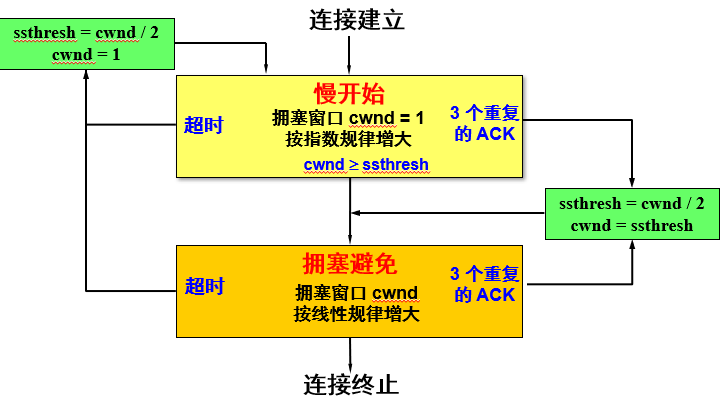 连接建立
ssthresh = cwnd / 2
cwnd = 1
慢开始
超时
拥塞窗口 cwnd = 1
按指数规律增大
cwnd ≥ ssthresh
3 个重复
的 ACK
ssthresh = cwnd / 2
cwnd = ssthresh
拥塞避免
超时
拥塞窗口 cwnd
按线性规律增大
3 个重复
的 ACK
连接终止